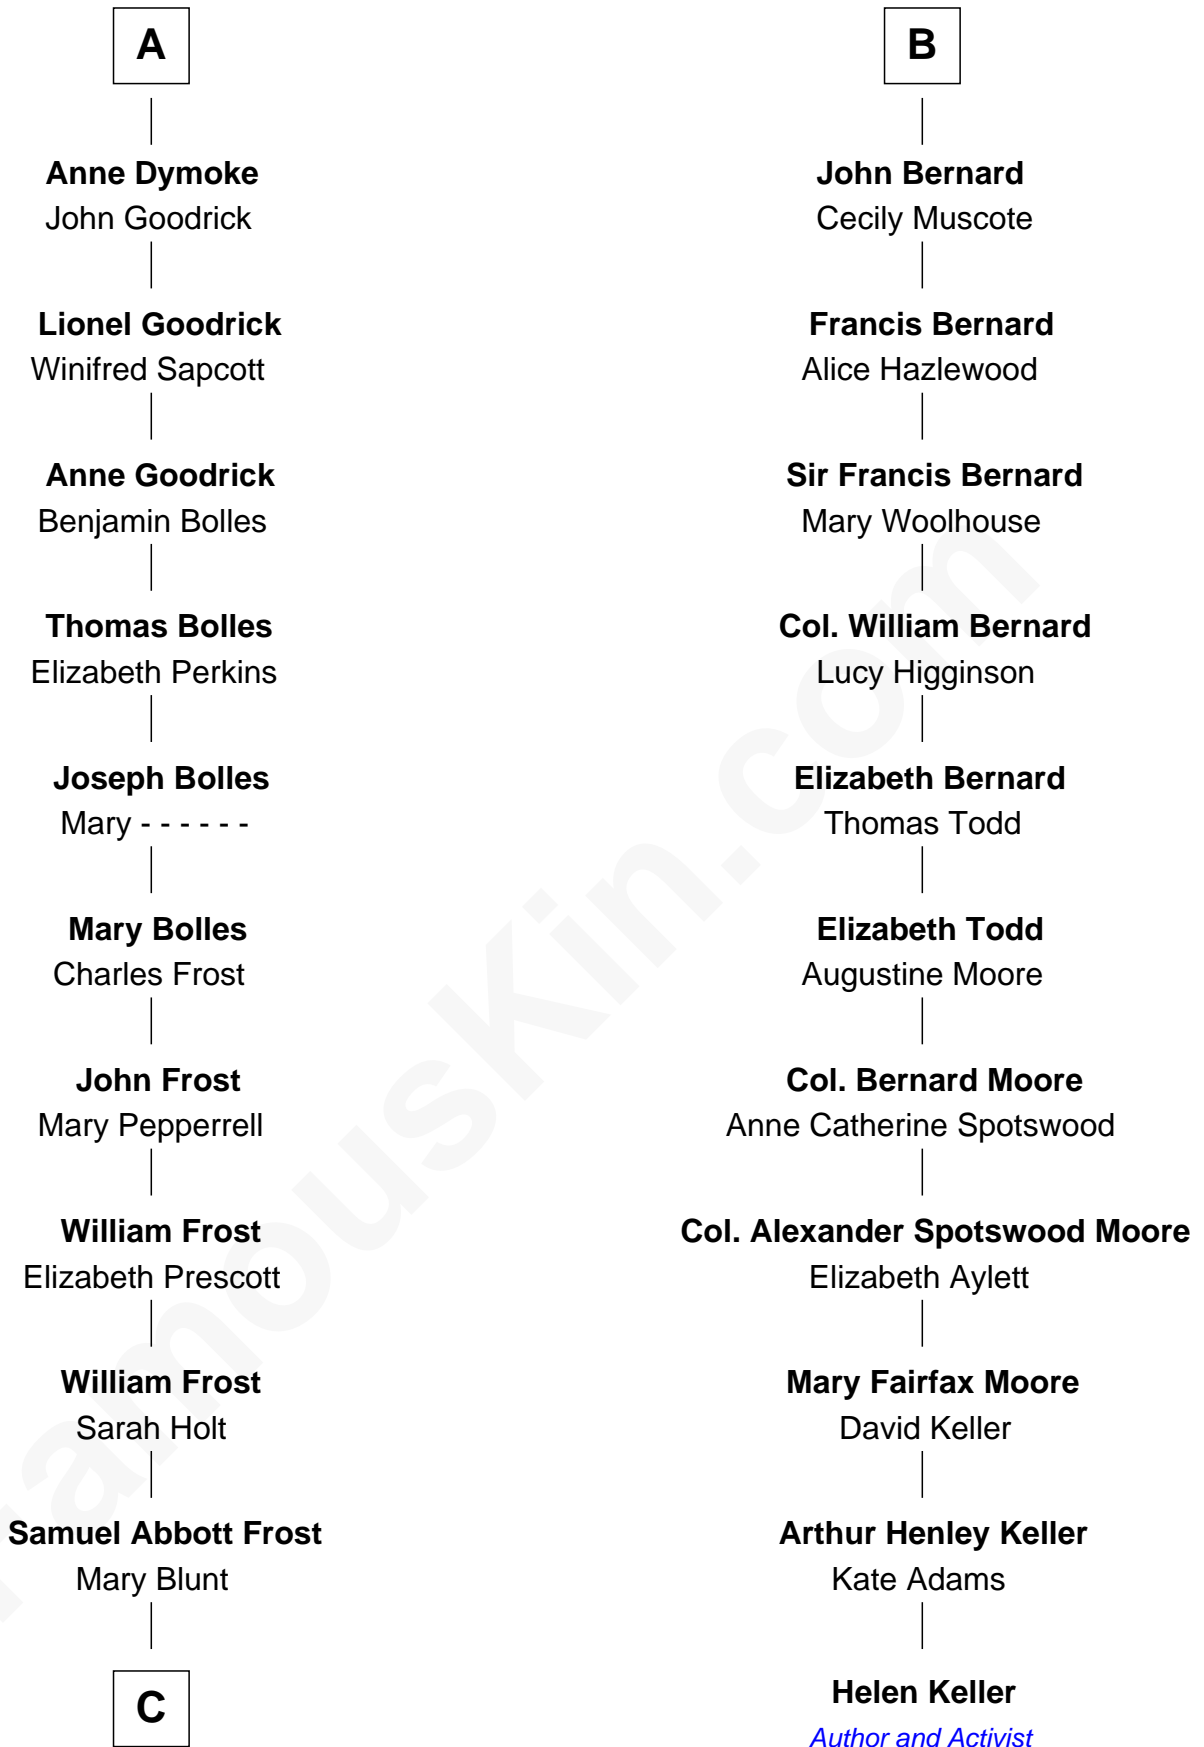 A
Anne Dymoke
John Goodrick
Lionel Goodrick
Winifred Sapcott
Anne Goodrick
Benjamin Bolles
Thomas Bolles
Elizabeth Perkins
Joseph Bolles
Mary - - - - - -
Mary Bolles
Charles Frost
John Frost
Mary Pepperrell
William Frost
Elizabeth Prescott
William Frost
Sarah Holt
Samuel Abbott Frost
Mary Blunt
C
B
John Bernard
Cecily Muscote
Francis Bernard
Alice Hazlewood
Sir Francis Bernard
Mary Woolhouse
Col. William Bernard
Lucy Higginson
Elizabeth Bernard
Thomas Todd
Elizabeth Todd
Augustine Moore
Col. Bernard Moore
Anne Catherine Spotswood
Col. Alexander Spotswood Moore
Elizabeth Aylett
Mary Fairfax Moore
David Keller
Arthur Henley Keller
Kate Adams
Helen Keller
Author and Activist
FamousKin.com